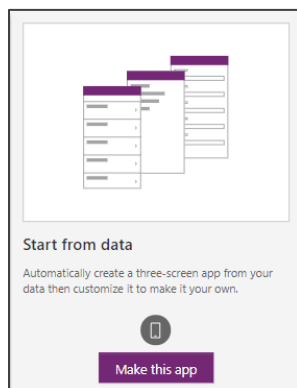 Start from data
Automatically create a three-screen app from your
data then customize it to make it your own.
Make this app